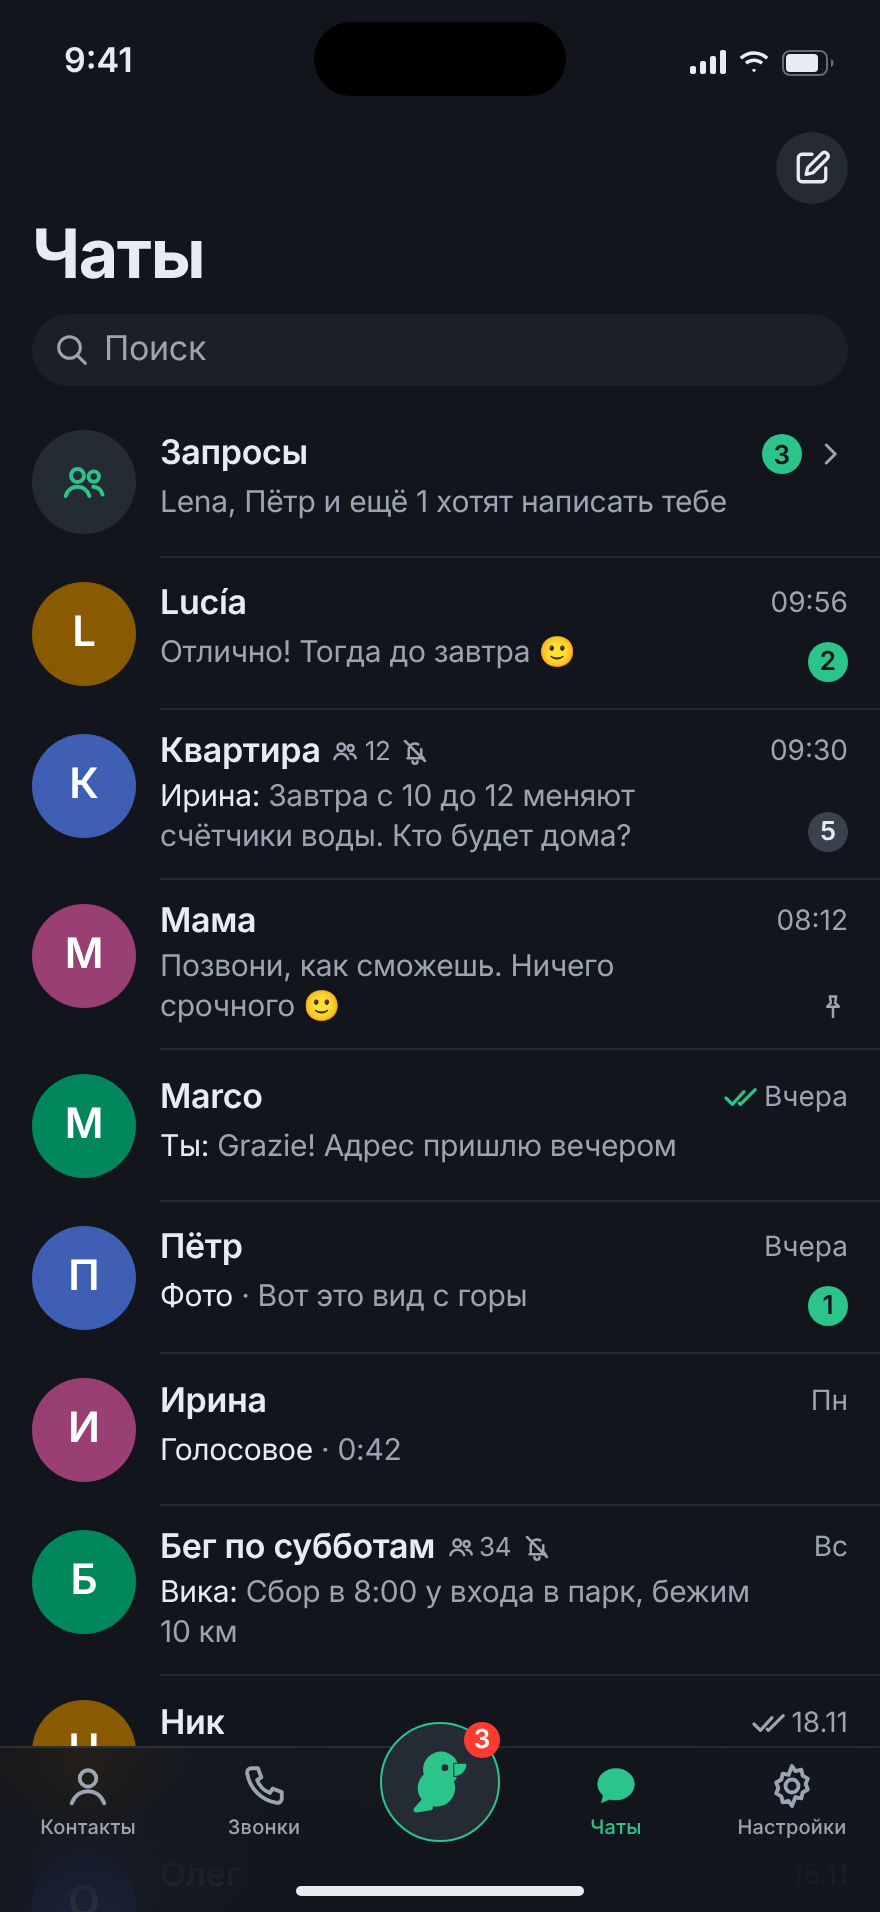 9:41
Чаты
Поиск
Запросы 3
Lena, Пётр и ещё 1 хотят написать тебе
L
Lucía 09:56
Отлично! Тогда до завтра 🙂 2
К
Квартира 12 09:30
Ирина: Завтра с 10 до 12 меняют
счётчики воды. Кто будет дома? 5
М
Мама 08:12
Позвони, как сможешь. Ничего
срочного 🙂
M
Marco Вчера
Ты: Grazie! Адрес пришлю вечером
П
Пётр Вчера
Фото · Вот это вид с горы 1
И
Ирина Пн
Голосовое · 0:42
Б
Бег по субботам 34 Вс
Вика: Сбор в 8:00 у входа в парк, бежим
10 км
Ник 18.11
3
Контакты Звонки Чаты Настройки
О
Олег 16.11